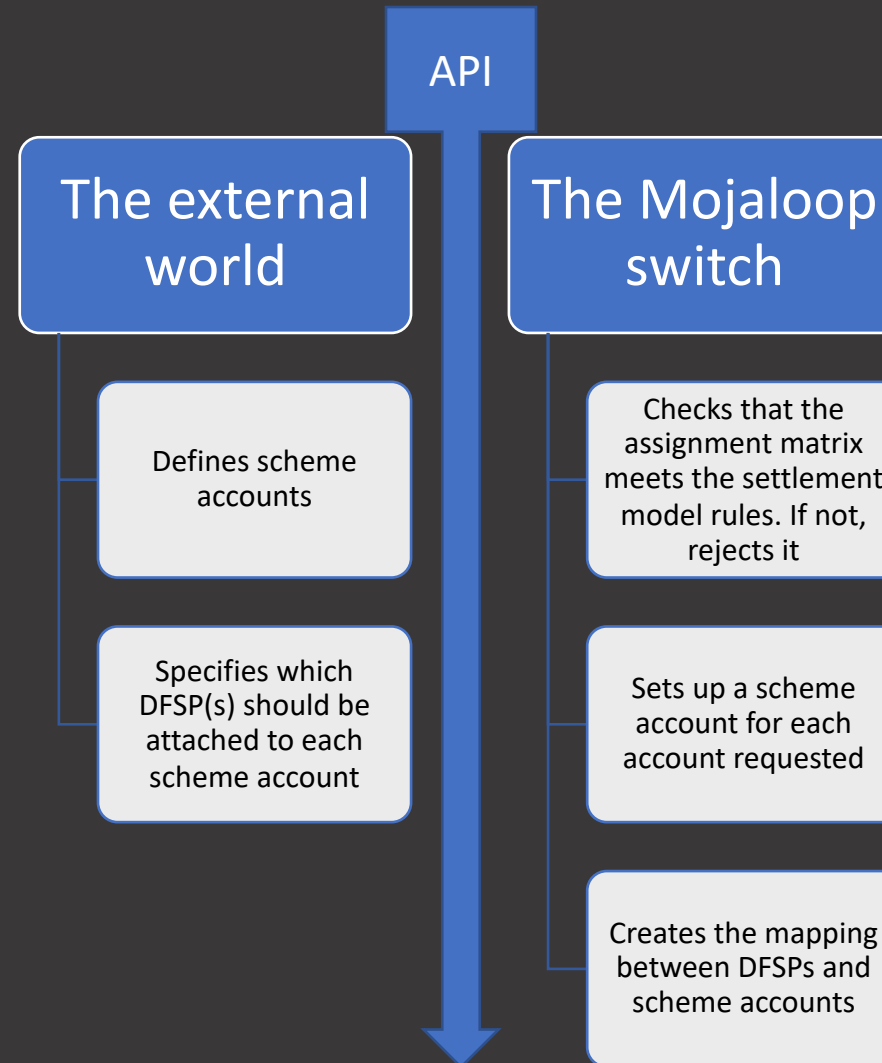 API
The external
world
Defines scheme
accounts
Specifies which
DFSP(s) should be
attached to each
scheme account
The Mojaloop
switch
Checks that the
assignment matrix
meets the settlement
model rules. If not,
rejects it
Sets up a scheme
account for each
account requested
Creates the mapping
between DFSPs and
scheme accounts